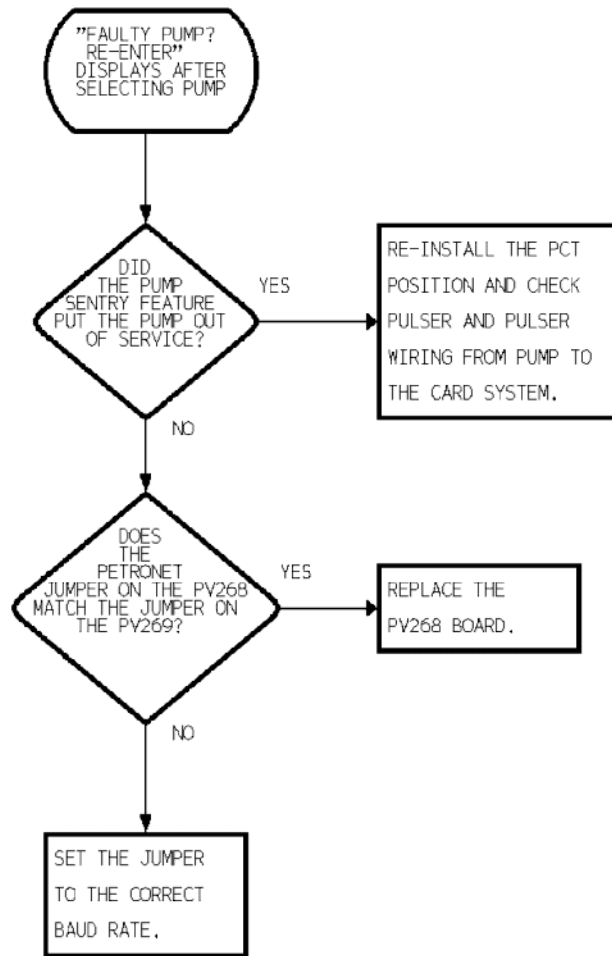 "FAULTY PUMP?
RE-ENTER"
DISPLAYS AFTER
SELECTING PUMP
DID
THE PUMP
SENTRY FEATURE
PUT THE PUMP OUT
OF SERVICE?
YES
RE-INSTALL THE PCT
POSITION AND CHECK
PULSER AND PULSER
WIRING FROM PUMP TO
THE CARD SYSTEM.
NO
DOES
THE
PETRONET
JUMPER ON THE PV268
MATCH THE JUMPER ON
THE PV269?
YES
REPLACE THE
PV268 BOARD.
NO
SET THE JUMPER
TO THE CORRECT
BAUD RATE.